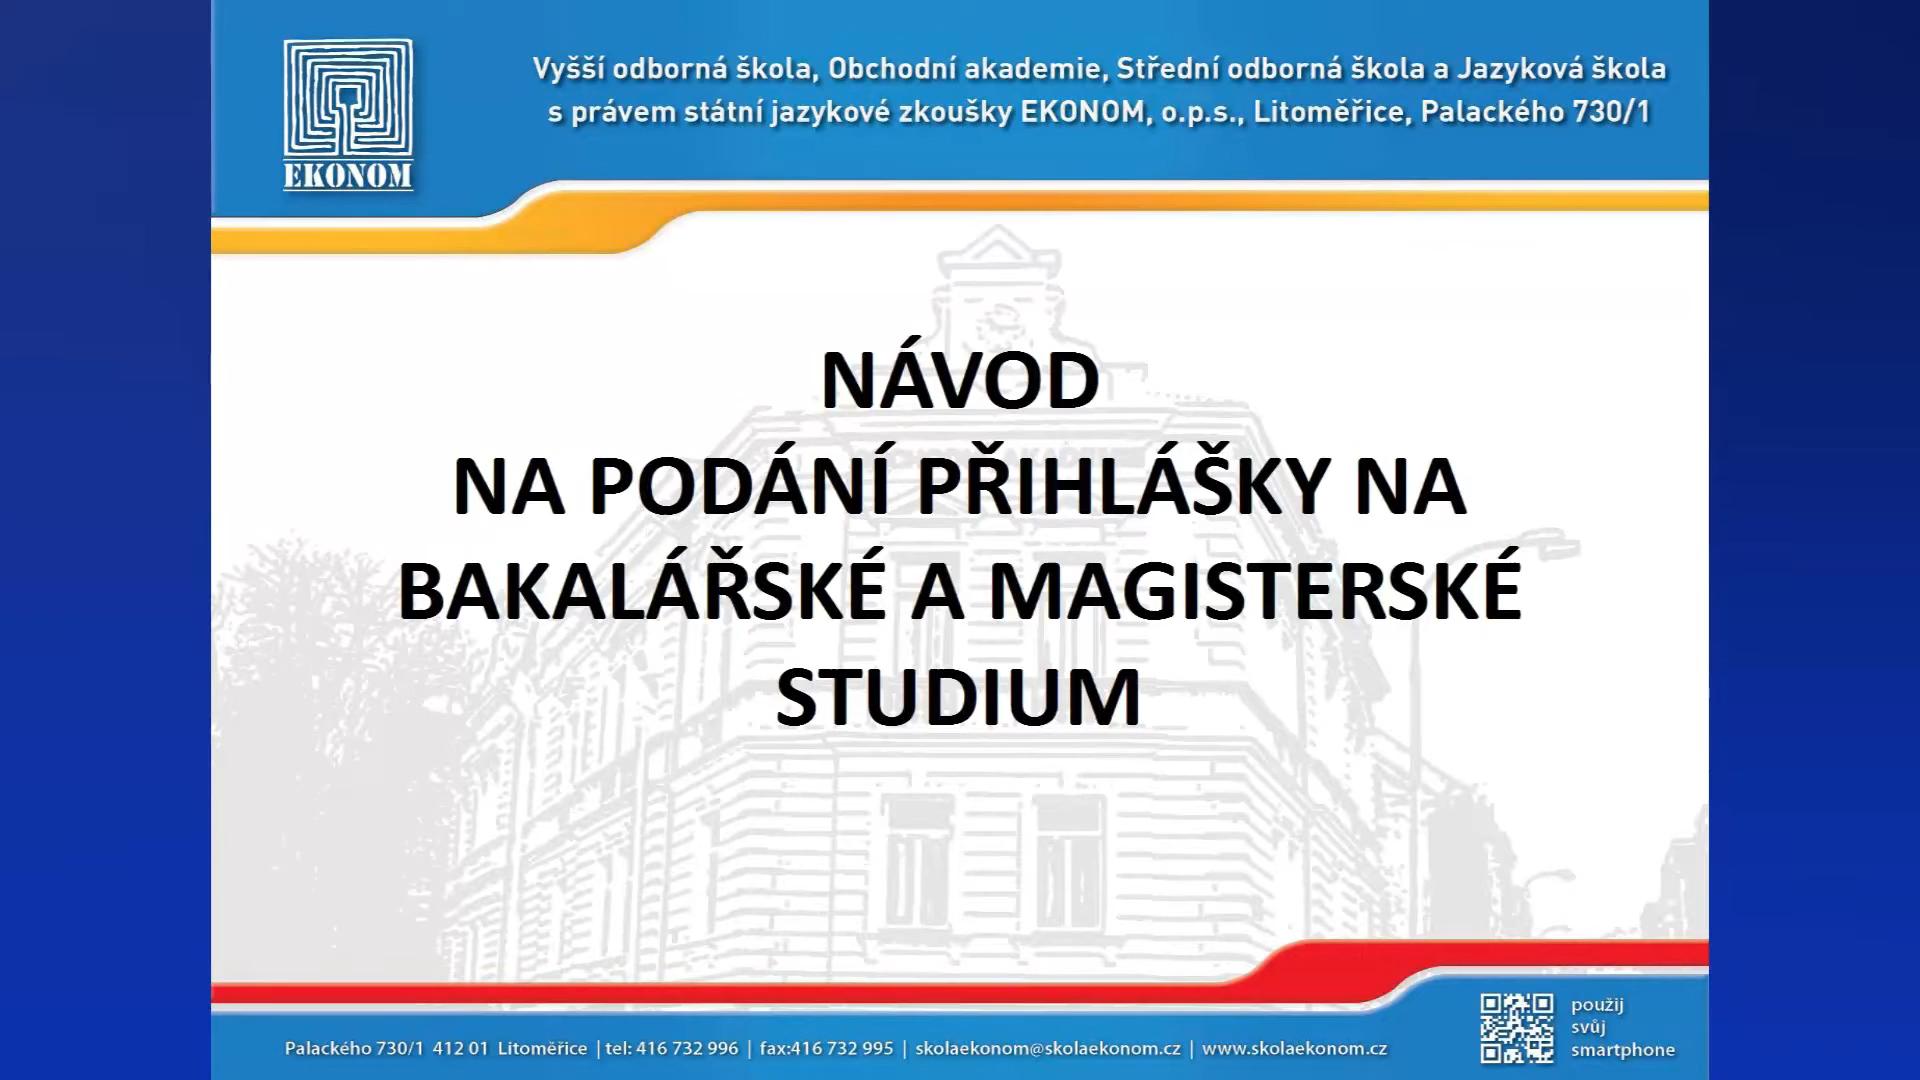 EKONOM
Vyšší odborná škola, Obchodní akademie, Střední odborná škola a Jazyková škola
s právem státní jazykové zkoušky EKONOM, o.p.s., Litoměřice, Palackého 730/1
NÁVOD
NA PODÁNÍ PŘIHLÁŠKY NA
BAKALÁŘSKÉ A MAGISTERSKÉ
STUDIUM
Palackého 730/1 412 01 Litoměřice | tel: 416 732 996 | fax:416 732 995 | skolaekonom@skolaekonom.cz | www.skolaekonom.cz
použij
svůj
smartphone